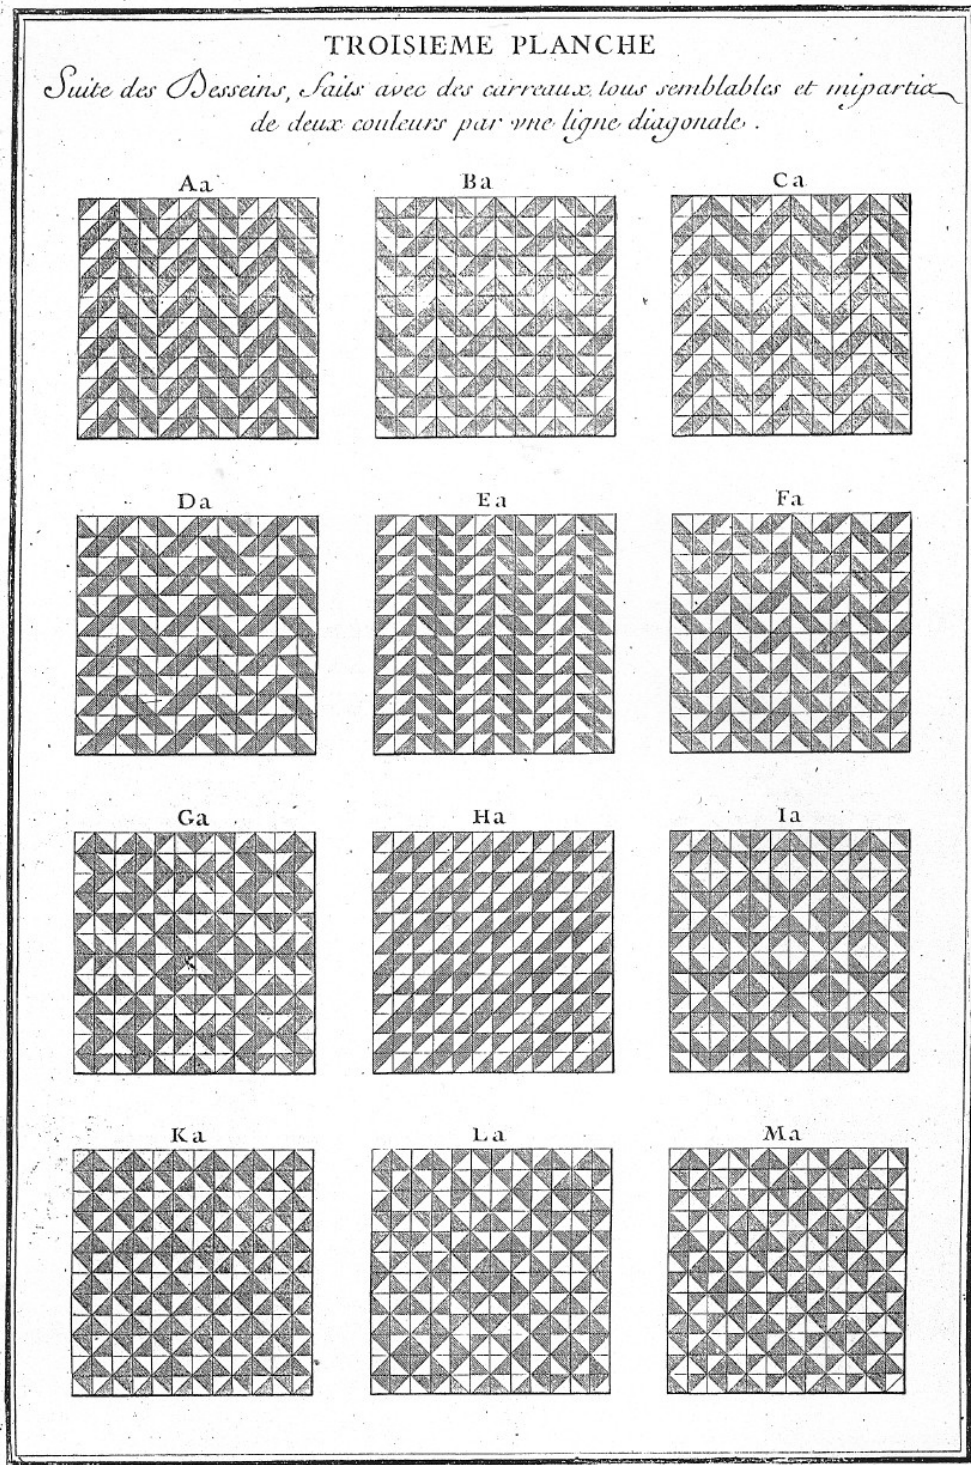 TROISIEME PLANCHE
Suite des Desseins, faits avec des carreaux tous semblables et mipartis
de deux couleurs par vne ligne diagonale.
Aa Ba Ca
Da Ea Fa
Ga Ha Ia
Ka La Ma